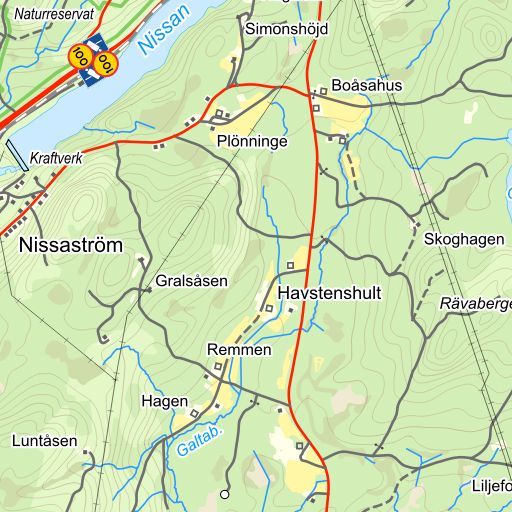 Naturreservat
Nissan
Simonshöjd
100
100
Boåsahus
Plönninge
Kraftverk
Nissaström
Skoghagen
Gralsåsen
Havstenshult
Rävaberge
Remmen
Hagen
Galtab.
Luntåsen
Liljefo